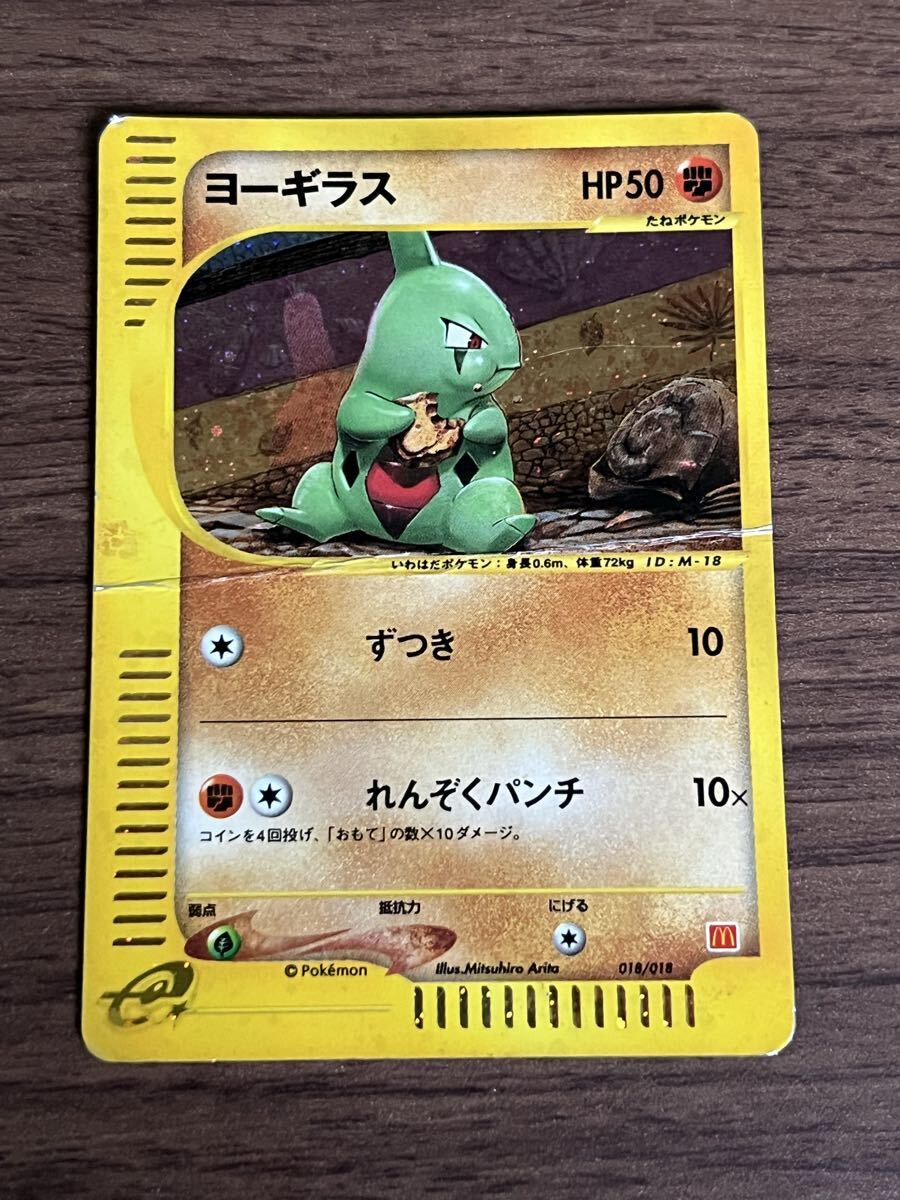 ヨーギラス HP50
たねポケモン
いわはだポケモン：身長0.6m、体重72kg ID：M-18
ずつき 10
れんぞくパンチ 10×
コインを4回投げ、「おもて」の数×10ダメージ。
弱点 抵抗力 にげる
©Pokémon Illus.Mitsuhiro Arita 018/018